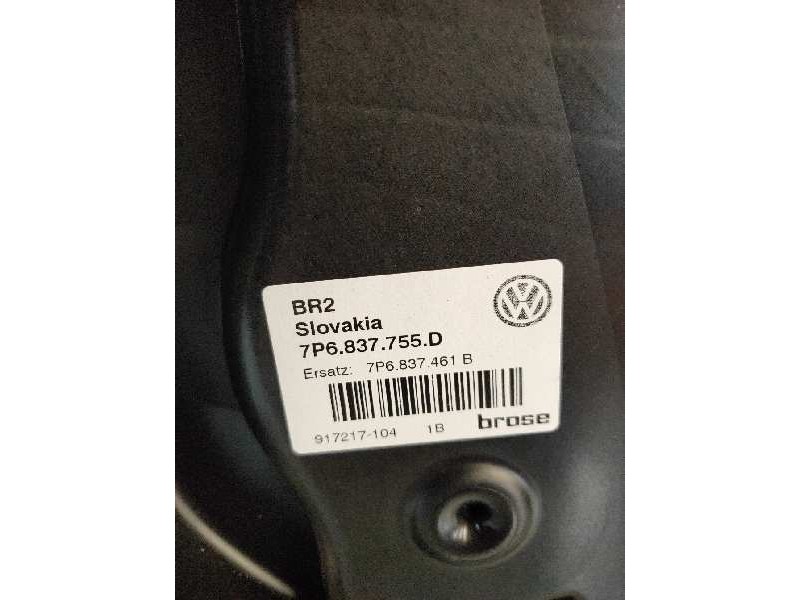 BR2
Slovakia
7P6.837.755.D
Ersatz: 7P6.837.461 B
917217-104 1B brose